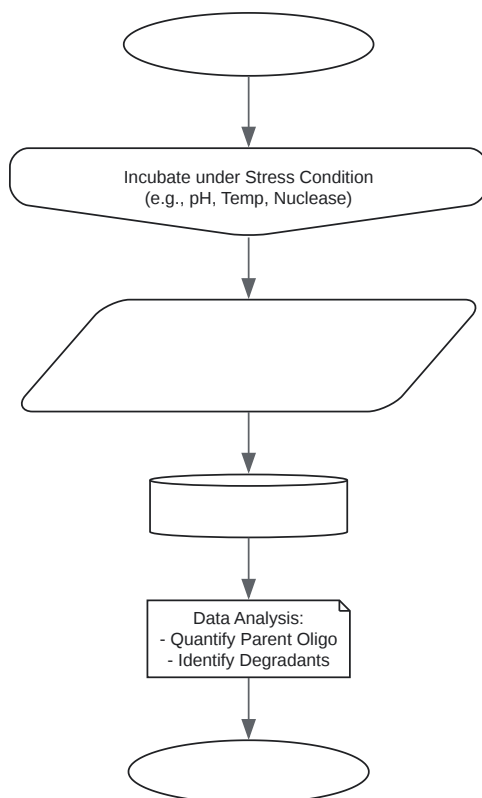 Incubate under Stress Condition
(e.g., pH, Temp, Nuclease)
Data Analysis:
- Quantify Parent Oligo
- Identify Degradants